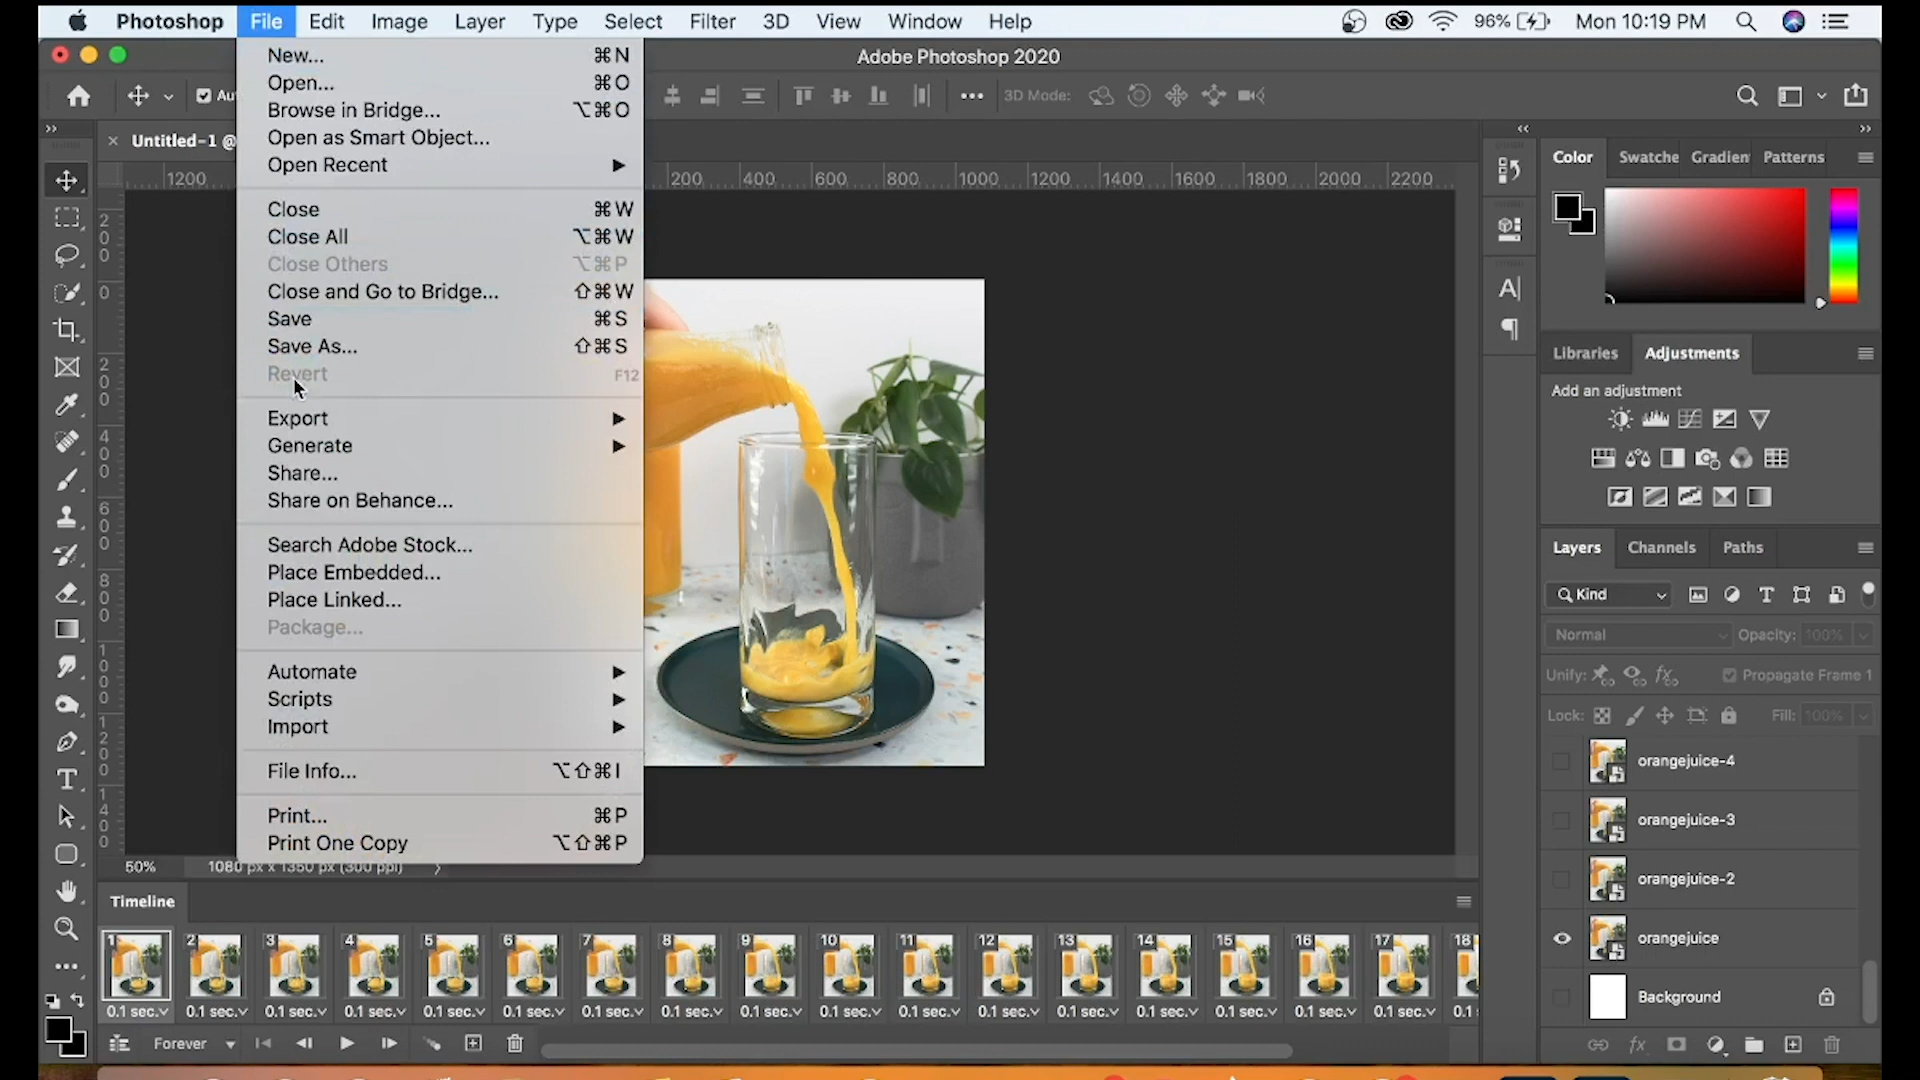 Photoshop File Edit Image Layer Type Select Filter 3D View Window Help 96% Mon 10:19 PM
Adobe Photoshop 2020
3D Mode:
Untitled-1 @
1200 200 400 600 800 1000 1200 1400 1600 1800 2000 2200
New... ⌘N
Open... ⌘O
Browse in Bridge... ⌥⌘O
Open as Smart Object...
Open Recent
Close ⌘W
Close All ⌥⌘W
Close Others ⌥⌘P
Close and Go to Bridge... ⇧⌘W
Save ⌘S
Save As... ⇧⌘S
Revert F12
Export
Generate
Share...
Share on Behance...
Search Adobe Stock...
Place Embedded...
Place Linked...
Package...
Automate
Scripts
Import
File Info... ⌥⇧⌘I
Print... ⌘P
Print One Copy ⌥⇧⌘P
50% 1080 px x 1350 px (300 ppi)
Color Swatche Gradien Patterns
Libraries Adjustments
Add an adjustment
Layers Channels Paths
Kind
Normal Opacity: 100%
Unify: Propagate Frame 1
Lock: Fill: 100%
orangejuice-4
orangejuice-3
orangejuice-2
orangejuice
Background
Timeline
1 2 3 4 5 6 7 8 9 10 11 12 13 14 15 16 17 18
0.1 sec. 0.1 sec. 0.1 sec. 0.1 sec. 0.1 sec. 0.1 sec. 0.1 sec. 0.1 sec. 0.1 sec. 0.1 sec. 0.1 sec. 0.1 sec. 0.1 sec. 0.1 sec. 0.1 sec. 0.1 sec. 0.1 sec. 0.1 sec.
Forever